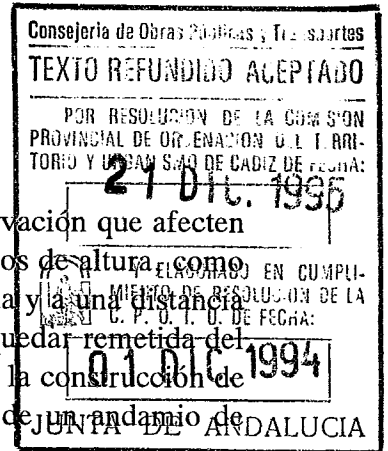 Consejeria de Obras Públicas y Transportes
TEXTO REFUNDIDO ACEPTADO
POR RESOLUCION DE LA COMISION
PROVINCIAL DE ORDENACION DEL TERRI-
TORIO Y URBANISMO DE CADIZ DE FECHA:
21 DIC. 1995
vación que afecten
os de altura, como
Y ELABORADO EN CUMPLI-
a y a una distancia
MIENTO DE RESOLUCION DE LA
C. P. O. T. U. DE FECHA:
uedar remetida del
01 DIC 1994
la construcción de
de un andamio de
JUNTA DE ANDALUCIA